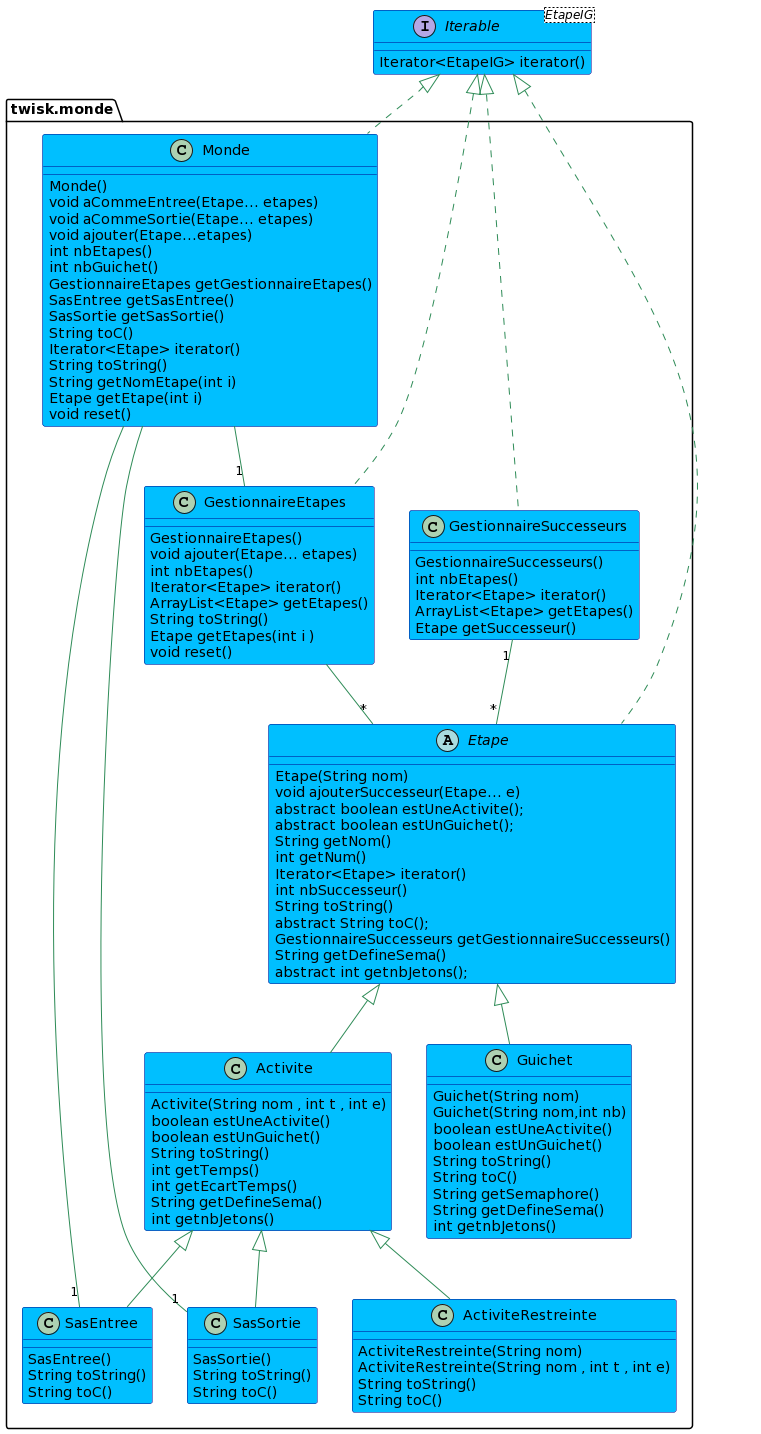 EtapeIG
I Iterable
Iterator<EtapeIG> iterator()
twisk.monde
C Monde
Monde()
void aCommeEntree(Etape... etapes)
void aCommeSortie(Etape... etapes)
void ajouter(Etape...etapes)
int nbEtapes()
int nbGuichet()
GestionnaireEtapes getGestionnaireEtapes()
SasEntree getSasEntree()
SasSortie getSasSortie()
String toC()
Iterator<Etape> iterator()
String toString()
String getNomEtape(int i)
Etape getEtape(int i)
void reset()
1
C GestionnaireEtapes
GestionnaireEtapes()
void ajouter(Etape... etapes)
int nbEtapes()
Iterator<Etape> iterator()
ArrayList<Etape> getEtapes()
String toString()
Etape getEtapes(int i )
void reset()
C GestionnaireSuccesseurs
GestionnaireSuccesseurs()
int nbEtapes()
Iterator<Etape> iterator()
ArrayList<Etape> getEtapes()
Etape getSuccesseur()
1
*
*
A Etape
Etape(String nom)
void ajouterSuccesseur(Etape... e)
abstract boolean estUneActivite();
abstract boolean estUnGuichet();
String getNom()
int getNum()
Iterator<Etape> iterator()
int nbSuccesseur()
String toString()
abstract String toC();
GestionnaireSuccesseurs getGestionnaireSuccesseurs()
String getDefineSema()
abstract int getnbJetons();
C Activite
Activite(String nom , int t , int e)
boolean estUneActivite()
boolean estUnGuichet()
String toString()
int getTemps()
int getEcartTemps()
String getDefineSema()
int getnbJetons()
C Guichet
Guichet(String nom)
Guichet(String nom,int nb)
boolean estUneActivite()
boolean estUnGuichet()
String toString()
String toC()
String getSemaphore()
String getDefineSema()
int getnbJetons()
1
1
C SasEntree
SasEntree()
String toString()
String toC()
C SasSortie
SasSortie()
String toString()
String toC()
C ActiviteRestreinte
ActiviteRestreinte(String nom)
ActiviteRestreinte(String nom , int t , int e)
String toString()
String toC()